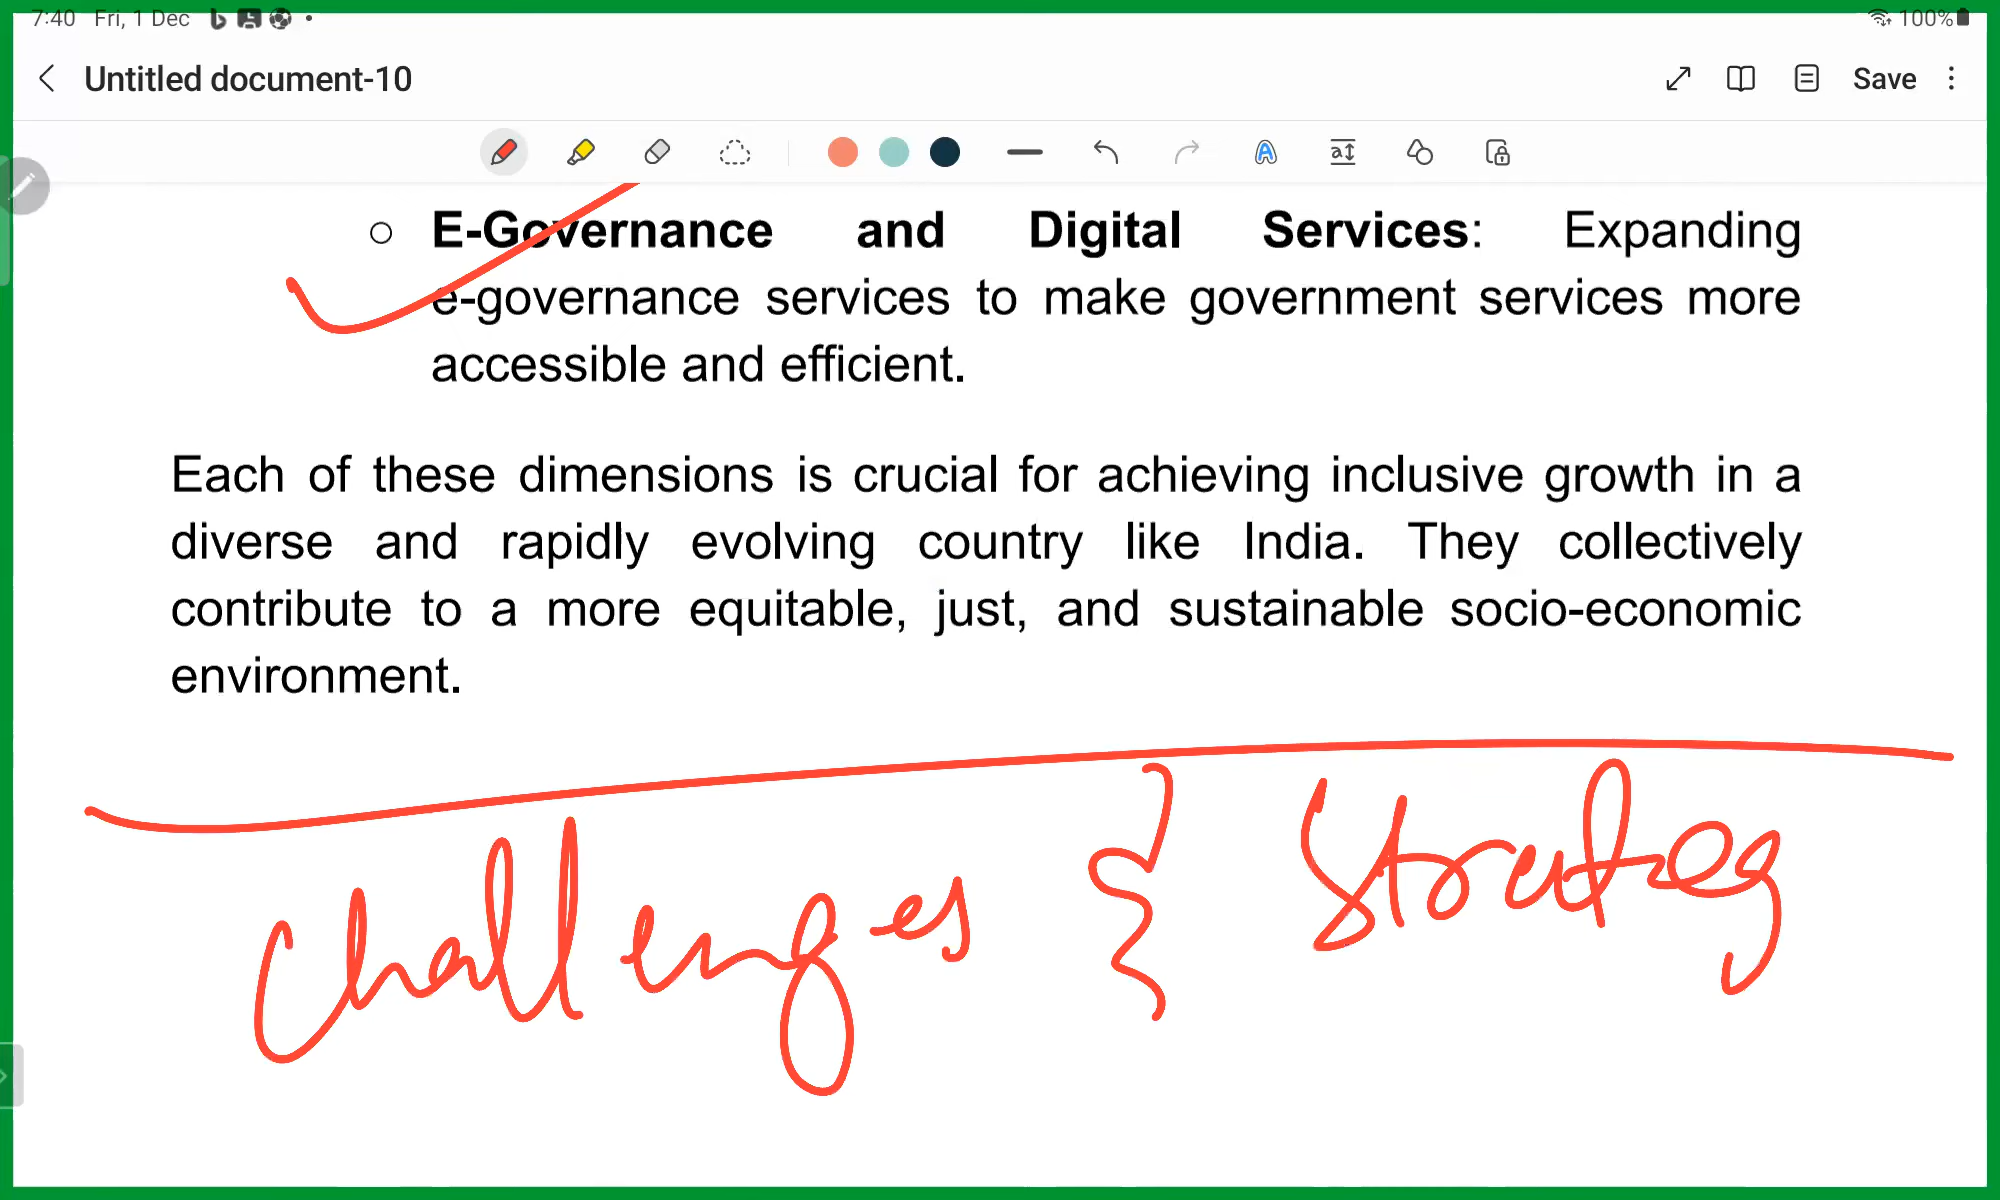 7:40 Fri, 1 Dec 100%
Untitled document-10 Save
E-Governance and Digital Services: Expanding
e-governance services to make government services more
accessible and efficient.
Each of these dimensions is crucial for achieving inclusive growth in a
diverse and rapidly evolving country like India. They collectively
contribute to a more equitable, just, and sustainable socio-economic
environment.
Challenges } Strateg